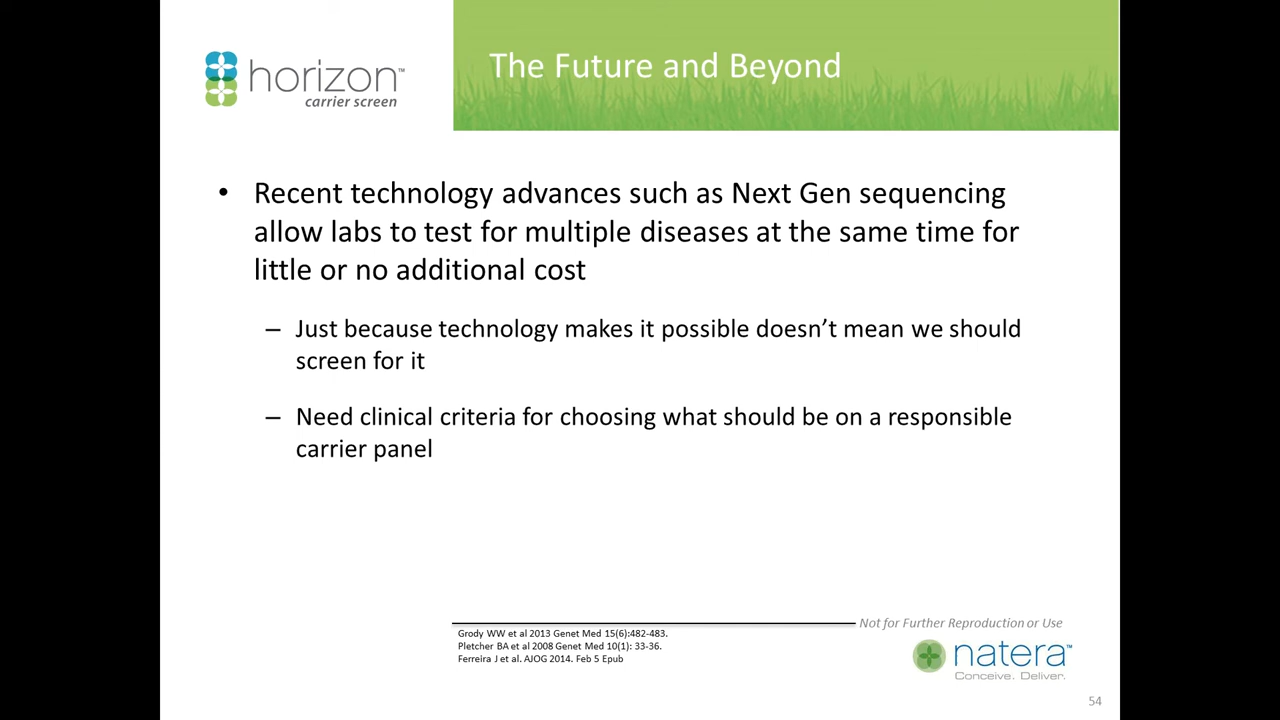 horizon™
carrier screen
The Future and Beyond
• Recent technology advances such as Next Gen sequencing
allow labs to test for multiple diseases at the same time for
little or no additional cost
– Just because technology makes it possible doesn’t mean we should
screen for it
– Need clinical criteria for choosing what should be on a responsible
carrier panel
Not for Further Reproduction or Use
Grody WW et al 2013 Genet Med 15(6):482-483.
Pletcher BA et al 2008 Genet Med 10(1): 33-36.
Ferreira J et al. AJOG 2014. Feb 5 Epub
natera™
Conceive. Deliver.
54